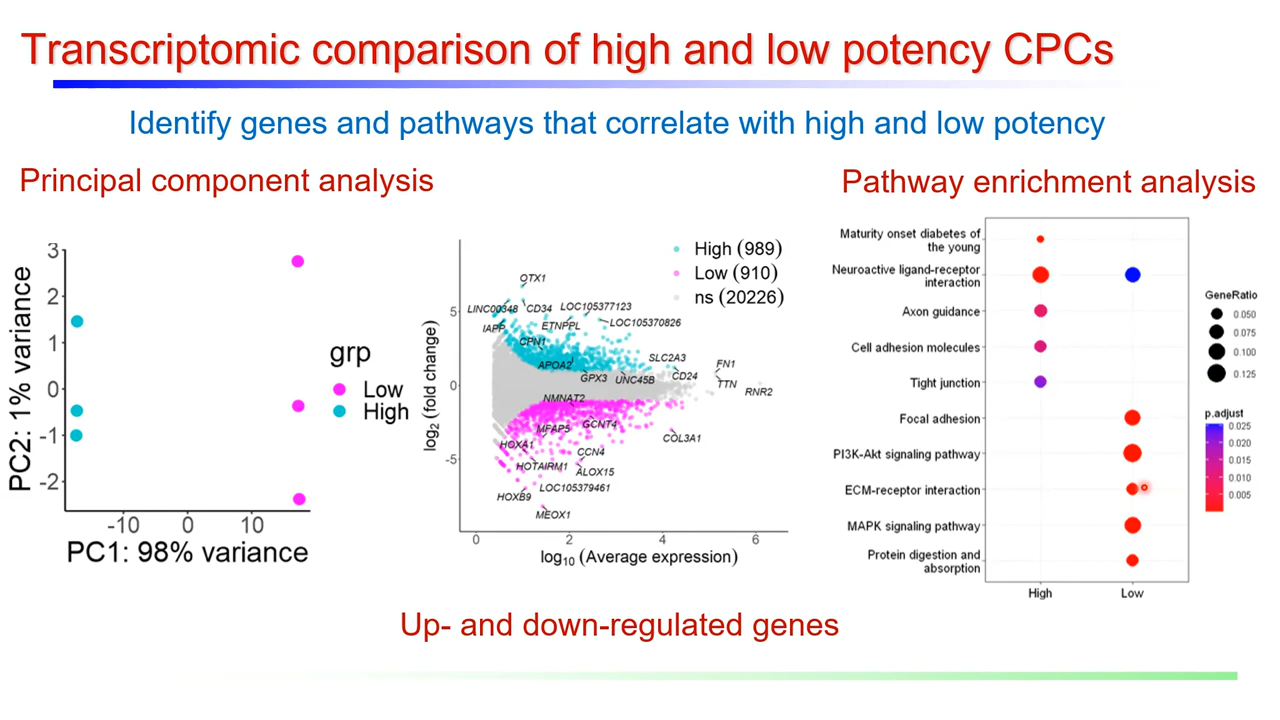 Transcriptomic comparison of high and low potency CPCs
Identify genes and pathways that correlate with high and low potency
Principal component analysis
3
2
1
0
-1
-2
PC2: 1% variance
-10 0 10
PC1: 98% variance
grp
Low
High
High (989)
Low (910)
ns (20226)
OTX1
LINC00348
CD34
LOC105377123
IAPP
ETNPPL
LOC105370826
CPN1
APOA2
SLC2A3
FN1
GPX3
UNC45B
CD24
TTN
RNR2
NMNAT2
MFAP5
GCNT4
HOXA1
COL3A1
CCN4
HOTAIRM1
ALOX15
LOC105379461
HOXB9
MEOX1
5
0
-5
log2 (fold change)
0 2 4 6
log10 (Average expression)
Up- and down-regulated genes
Pathway enrichment analysis
Maturity onset diabetes of
the young
Neuroactive ligand-receptor
interaction
Axon guidance
Cell adhesion molecules
Tight junction
Focal adhesion
PI3K-Akt signaling pathway
ECM-receptor interaction
MAPK signaling pathway
Protein digestion and
absorption
High Low
GeneRatio
0.050
0.075
0.100
0.125
p.adjust
0.025
0.020
0.015
0.010
0.005